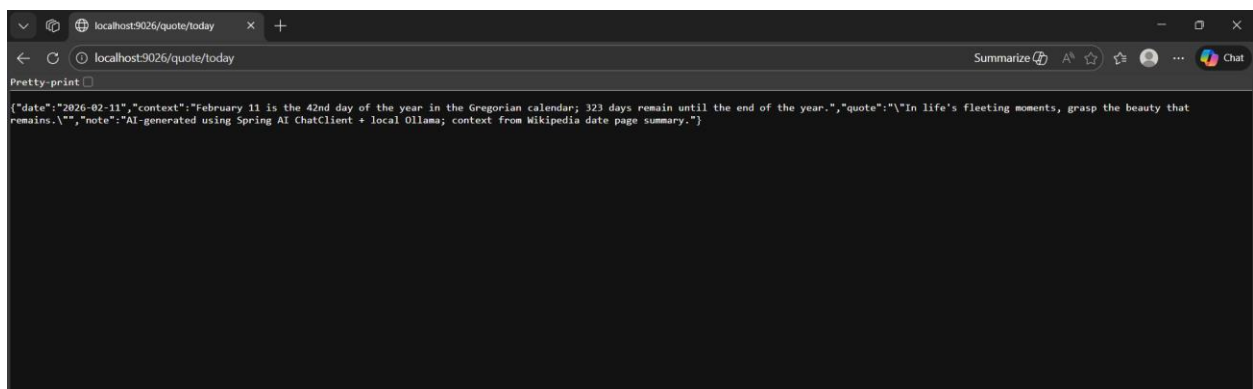 localhost:9026/quote/today
localhost:9026/quote/today
Summarize
Chat
Pretty-print
{"date":"2026-02-11","context":"February 11 is the 42nd day of the year in the Gregorian calendar; 323 days remain until the end of the year.","quote":"\"In life's fleeting moments, grasp the beauty that
remains.\"","note":"AI-generated using Spring AI ChatClient + local Ollama; context from Wikipedia date page summary."}